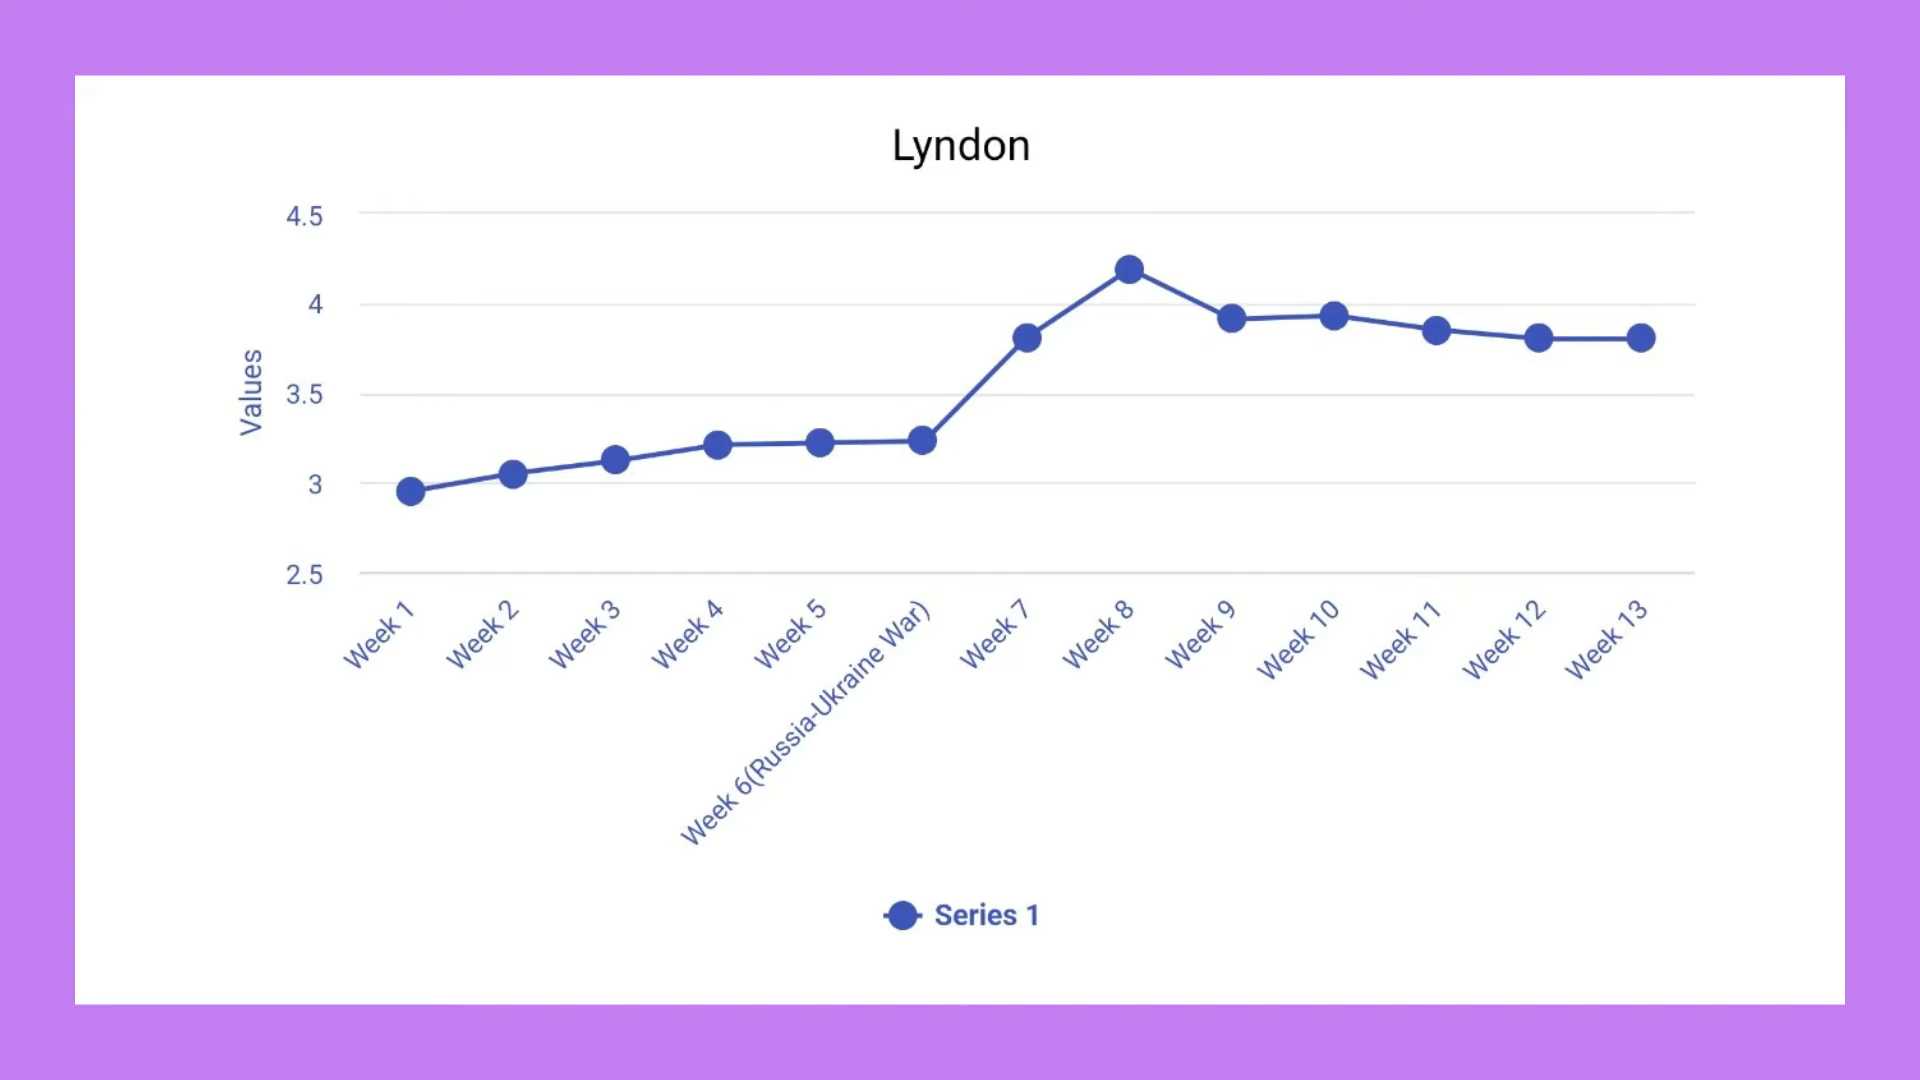 Lyndon
4.5
4
3.5
3
2.5
Values
Week 1
Week 2
Week 3
Week 4
Week 5
Week 6(Russia-Ukraine War)
Week 7
Week 8
Week 9
Week 10
Week 11
Week 12
Week 13
Series 1